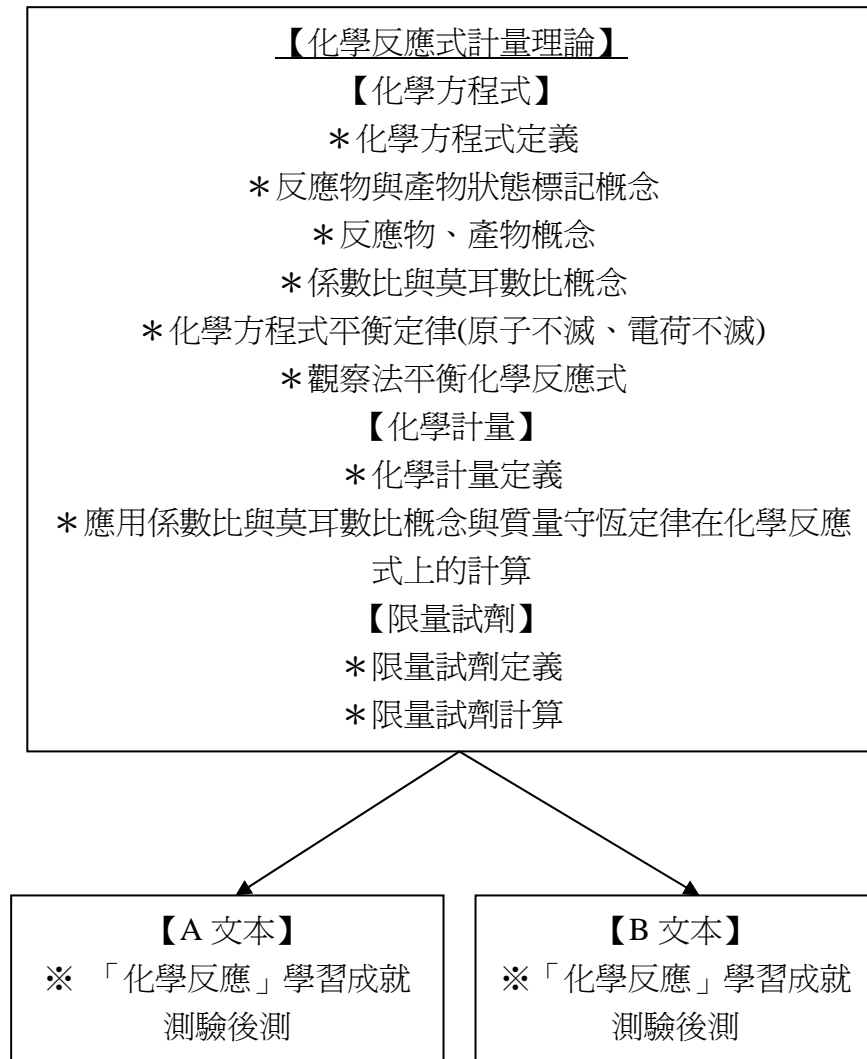 【化學反應式計量理論】
【化學方程式】
＊化學方程式定義
＊反應物與產物狀態標記概念
＊反應物、產物概念
＊係數比與莫耳數比概念
＊化學方程式平衡定律(原子不滅、電荷不滅)
＊觀察法平衡化學反應式
【化學計量】
＊化學計量定義
＊應用係數比與莫耳數比概念與質量守恆定律在化學反應
式上的計算
【限量試劑】
＊限量試劑定義
＊限量試劑計算
【A 文本】
※ 「化學反應」學習成就
測驗後測
【B 文本】
※「化學反應」學習成就
測驗後測